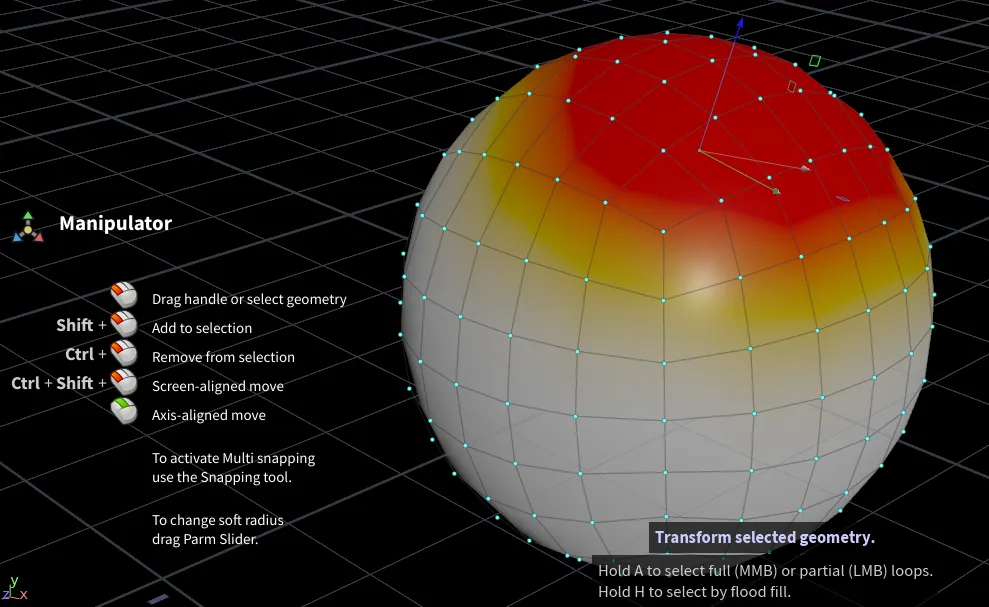 Manipulator
Drag handle or select geometry
Shift + Add to selection
Ctrl + Remove from selection
Ctrl + Shift + Screen-aligned move
Axis-aligned move
To activate Multi snapping
use the Snapping tool.
To change soft radius
drag Parm Slider.
Transform selected geometry.
Hold A to select full (MMB) or partial (LMB) loops.
Hold H to select by flood fill.
y
z x